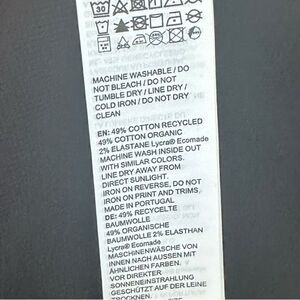 30
MACHINE WASHABLE / DO
NOT BLEACH / DO NOT
TUMBLE DRY / LINE DRY /
COLD IRON / DO NOT DRY
CLEAN
EN: 49% COTTON RECYCLED
49% COTTON ORGANIC
2% ELASTANE Lycra® Ecomade
MACHINE WASH INSIDE OUT
WITH SIMILAR COLORS.
LINE DRY AWAY FROM
DIRECT SUNLIGHT.
IRON ON REVERSE, DO NOT
IRON ON PRINT AND TRIMS,
MADE IN PORTUGAL
DE: 49% RECYCELTE
BAUMWOLLE
49% ORGANISCHE
BAUMWOLLE 2% ELASTHAN
Lycra® Ecomade
MASCHINENWÄSCHE VON
INNEN NACH AUSSEN MIT
ÄHNLICHEN FARBEN.
VOR DIREKTER
SONNENEINSTRAHLUNG
GESCHÜTZT AUF DER LEINE
TROCKNEN.